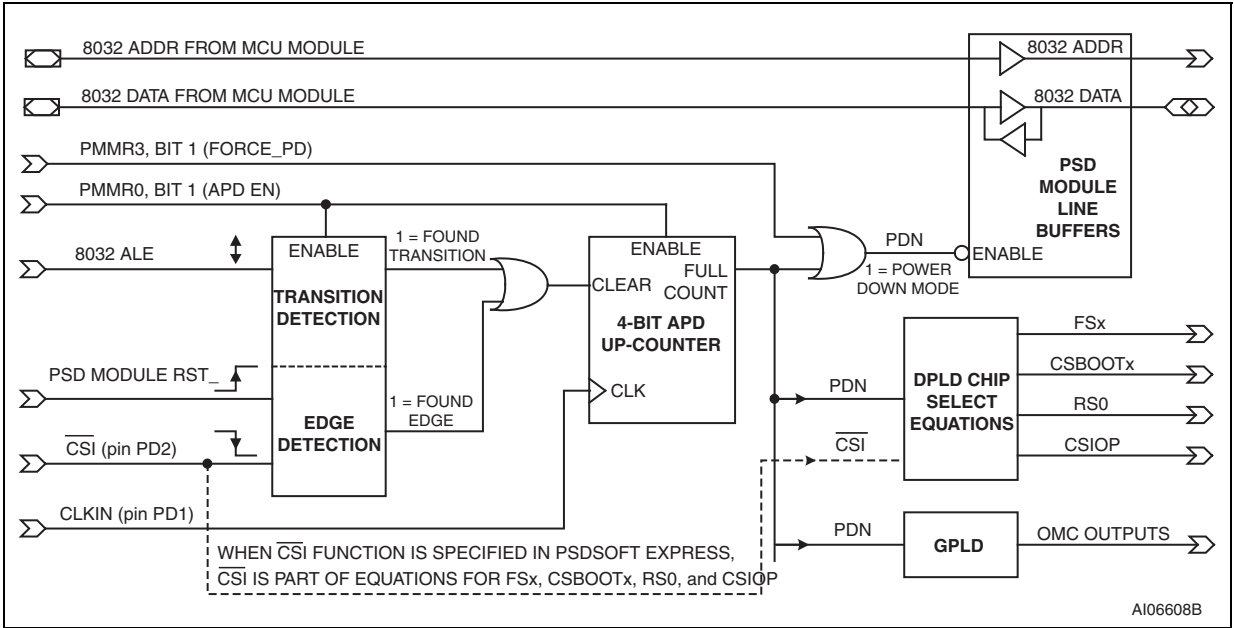 8032 ADDR FROM MCU MODULE
8032 ADDR
8032 DATA FROM MCU MODULE
8032 DATA
PMMR3, BIT 1 (FORCE_PD)
PMMR0, BIT 1 (APD EN)
PSD
MODULE
LINE
BUFFERS
ENABLE
8032 ALE
ENABLE
TRANSITION
DETECTION
1 = FOUND
TRANSITION
ENABLE
FULL
COUNT
CLEAR
4-BIT APD
UP-COUNTER
CLK
PDN
1 = POWER
DOWN MODE
PSD MODULE RST_
EDGE
DETECTION
1 = FOUND
EDGE
CSI (pin PD2)
CLKIN (pin PD1)
PDN
CSI
DPLD CHIP
SELECT
EQUATIONS
FSx
CSBOOTx
RS0
CSIOP
PDN
GPLD
OMC OUTPUTS
WHEN CSI FUNCTION IS SPECIFIED IN PSDSOFT EXPRESS,
CSI IS PART OF EQUATIONS FOR FSx, CSBOOTx, RS0, and CSIOP
AI06608B